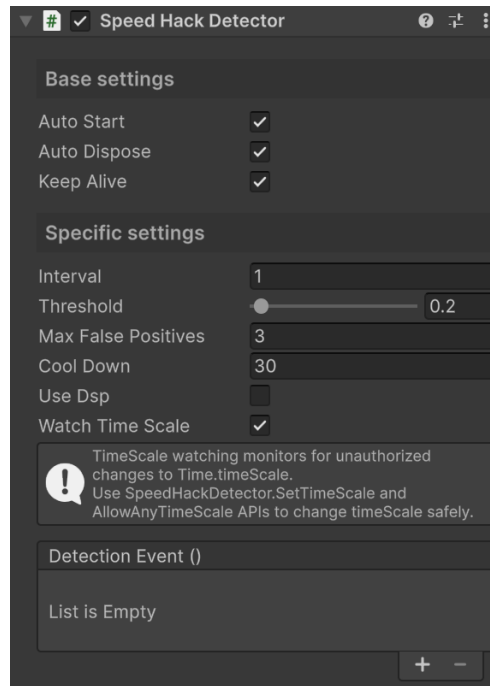 Speed Hack Detector
Base settings
Auto Start
Auto Dispose
Keep Alive
Specific settings
Interval 1
Threshold 0.2
Max False Positives 3
Cool Down 30
Use Dsp
Watch Time Scale
TimeScale watching monitors for unauthorized
changes to Time.timeScale.
Use SpeedHackDetector.SetTimeScale and
AllowAnyTimeScale APIs to change timeScale safely.
Detection Event ()
List is Empty